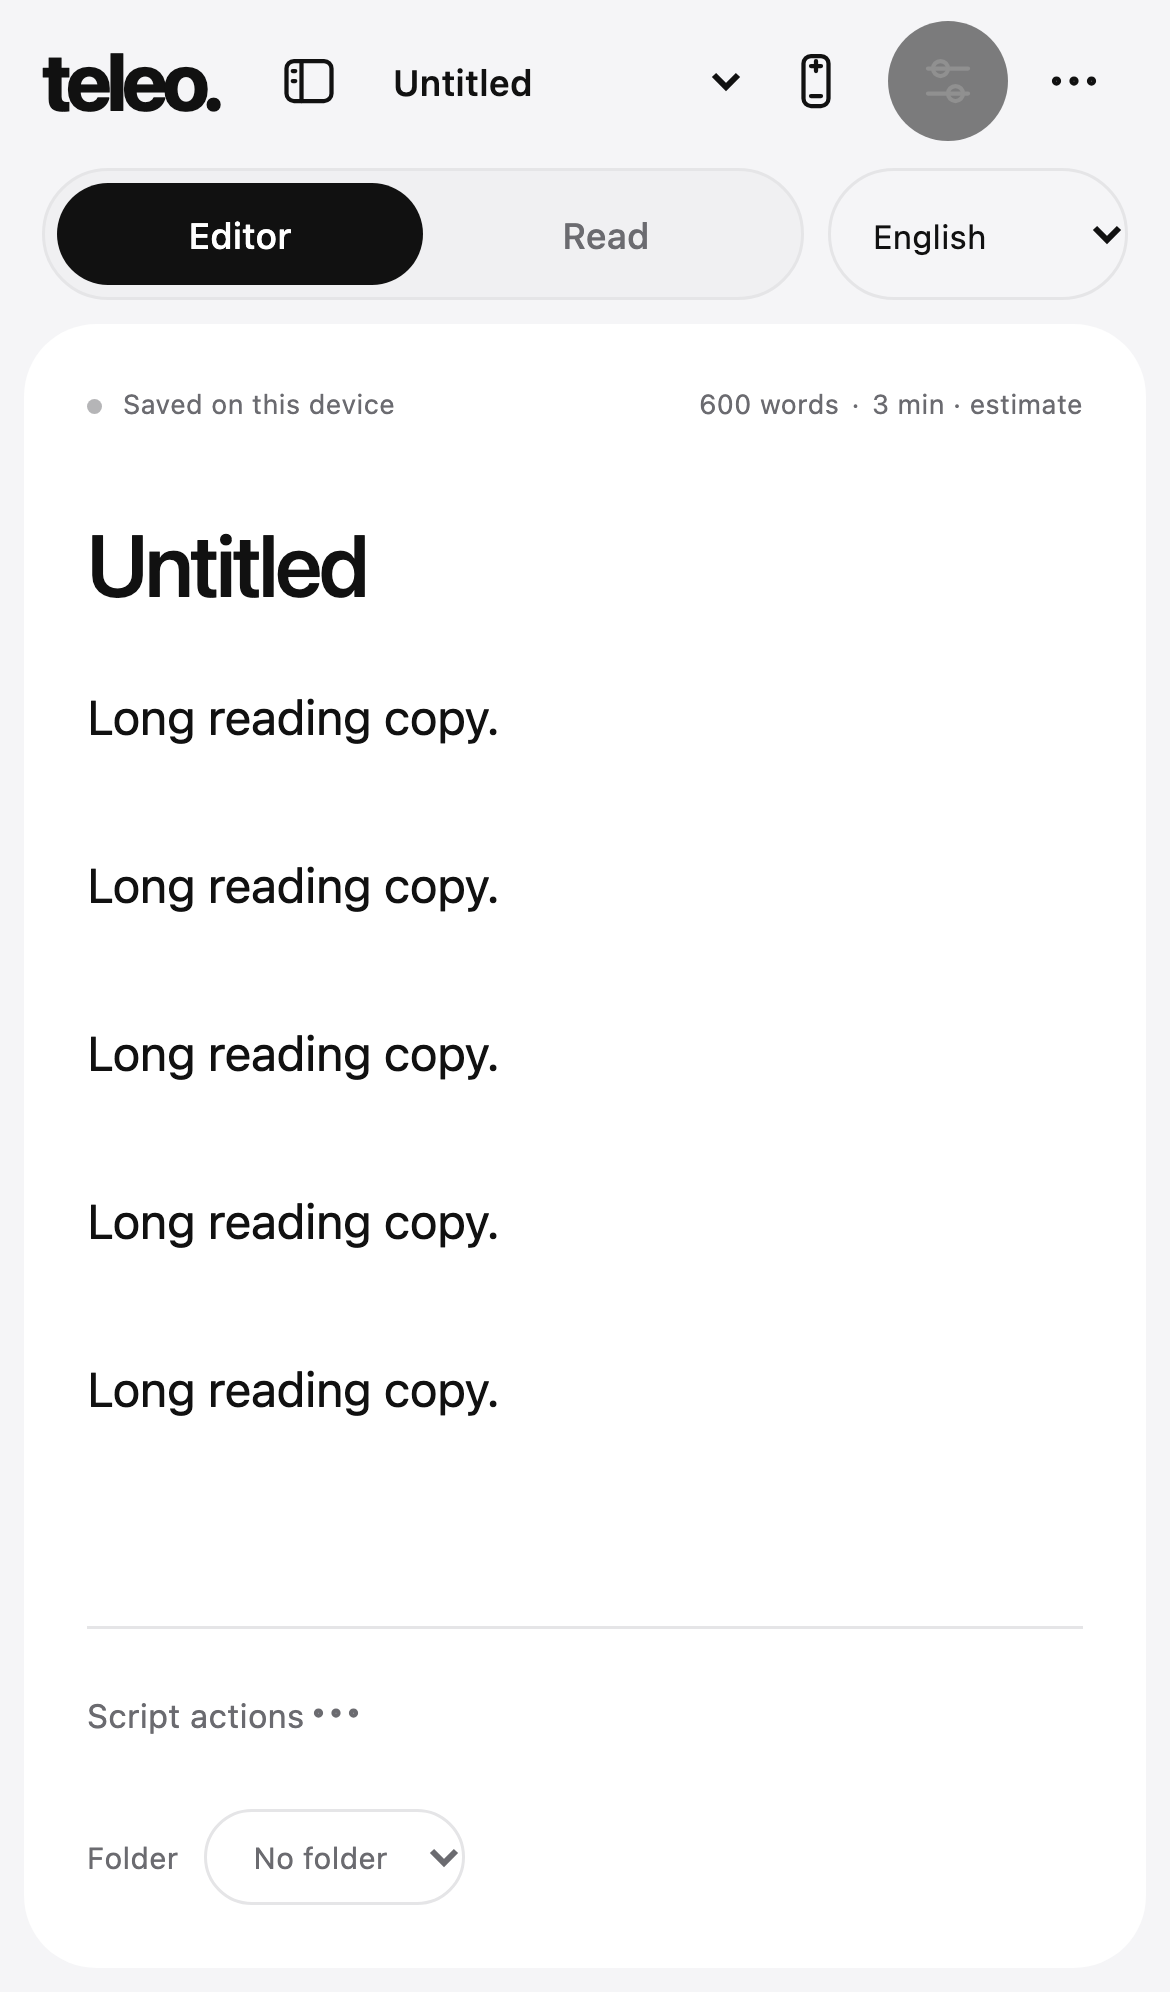 teleo.
Untitled
Editor
Read
English
Saved on this device
600 words · 3 min · estimate
Untitled
Long reading copy.
Long reading copy.
Long reading copy.
Long reading copy.
Long reading copy.
Script actions •••
Folder
No folder